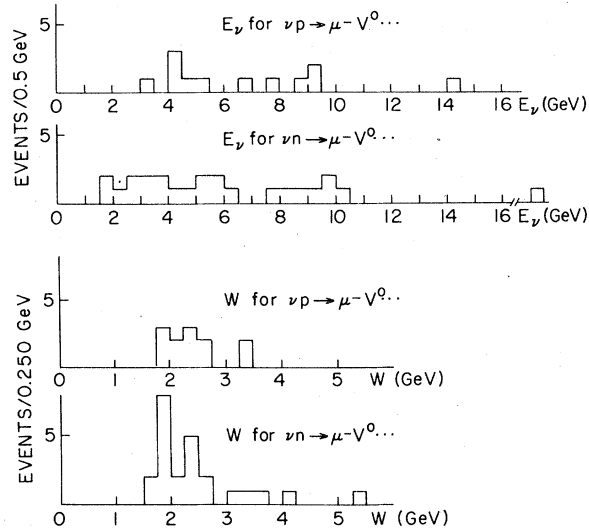 EVENTS/0.5 GeV
5
E_ν for νp→μ−V⁰···
0 2 4 6 8 10 12 14 16 E_ν (GeV)
5
E_ν for νn→μ−V⁰···
0 2 4 6 8 10 12 14 16 E_ν (GeV)
EVENTS/0.250 GeV
5
W for νp→μ−V⁰···
0 1 2 3 4 5 W (GeV)
5
W for νn→μ−V⁰···
0 1 2 3 4 5 W (GeV)